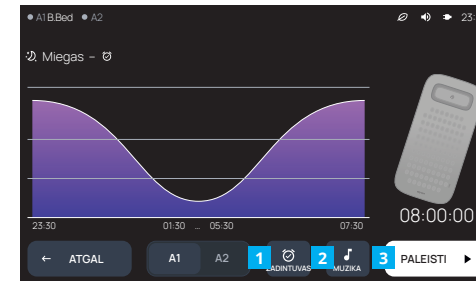 A1 B.Bed A2 23:
Miegas –
08:00:00
23:30 01:30 ... 05:30 07:30
← ATGAL A1 A2 1 ŽADINTUVAS 2 MUZIKA 3 PALEISTI